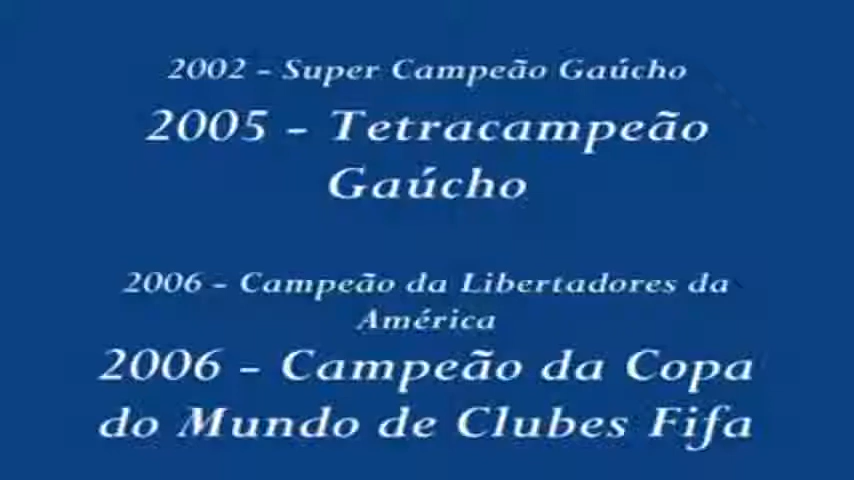 2002 - Super Campeão Gaúcho
2005 - Tetracampeão
Gaúcho
2006 - Campeão da Libertadores da
América
2006 - Campeão da Copa
do Mundo de Clubes Fifa